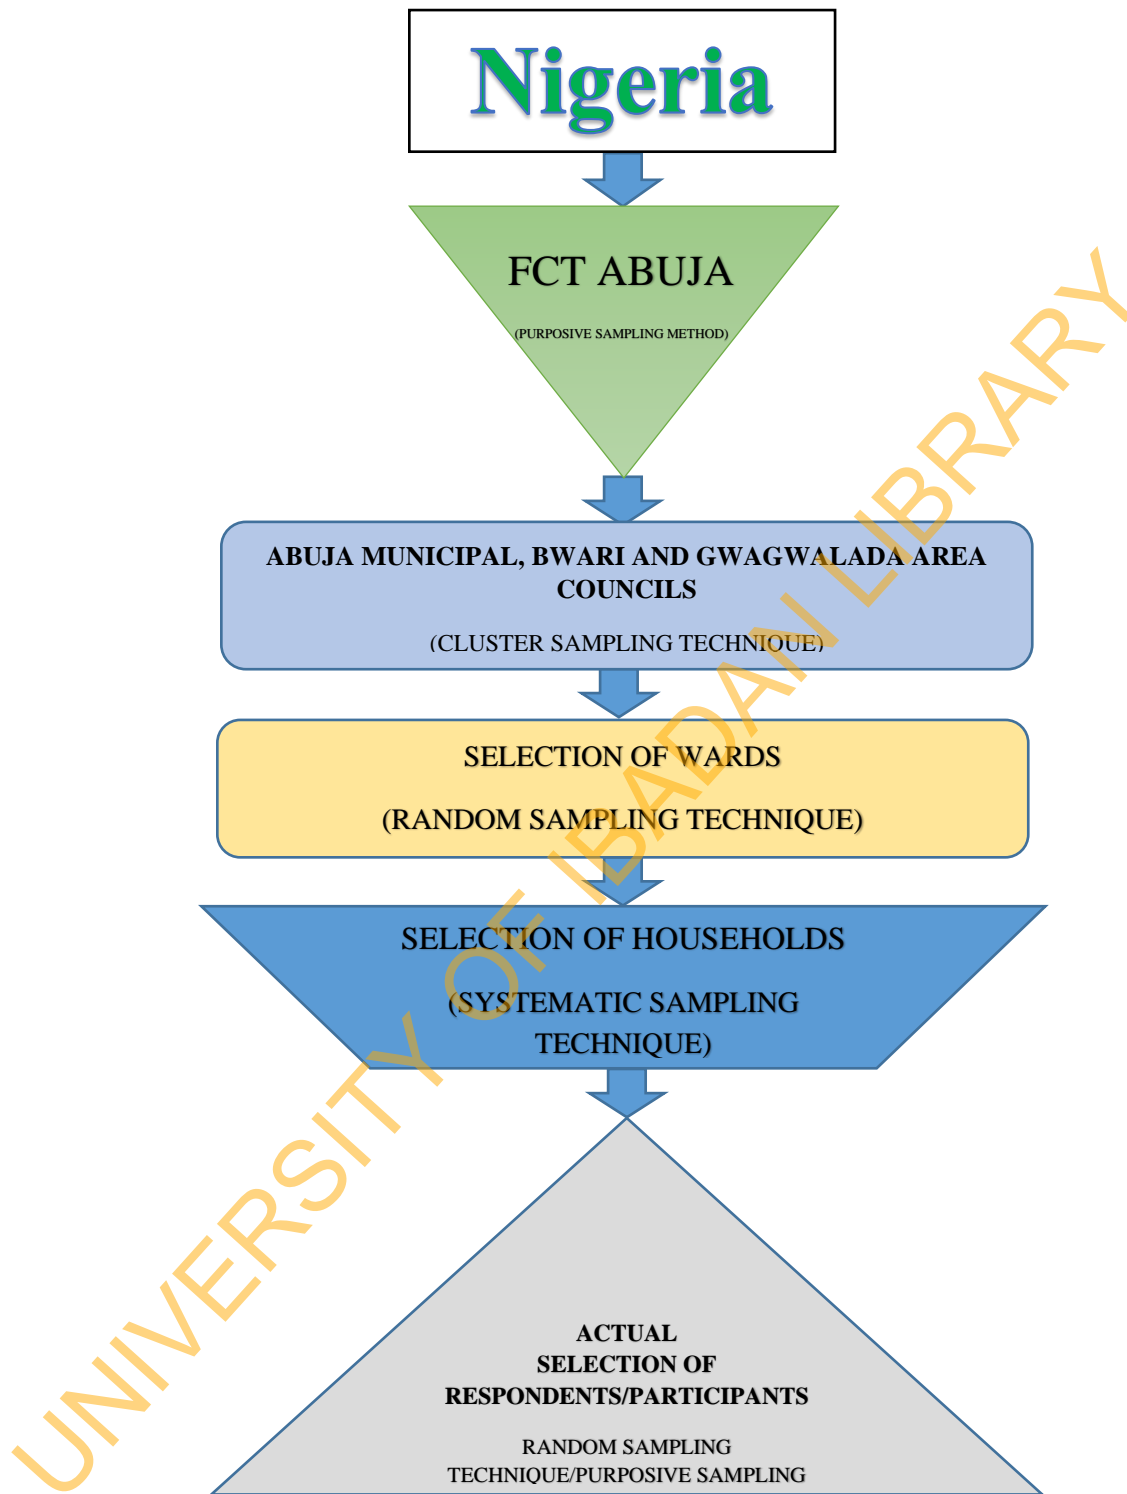 Nigeria
FCT ABUJA
(PURPOSIVE SAMPLING METHOD)
ABUJA MUNICIPAL, BWARI AND GWAGWALADA AREA
COUNCILS
(CLUSTER SAMPLING TECHNIQUE)
SELECTION OF WARDS
(RANDOM SAMPLING TECHNIQUE)
SELECTION OF HOUSEHOLDS
(SYSTEMATIC SAMPLING
TECHNIQUE)
ACTUAL
SELECTION OF
RESPONDENTS/PARTICIPANTS
RANDOM SAMPLING
TECHNIQUE/PURPOSIVE SAMPLING
UNIVERSITY OF IBADAN LIBRARY